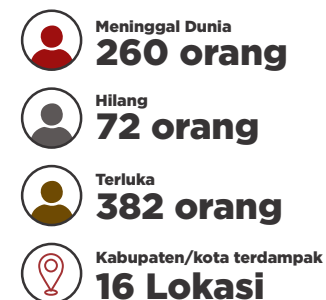 Meninggal Dunia
260 orang
Hilang
72 orang
Terluka
382 orang
Kabupaten/kota terdampak
16 Lokasi